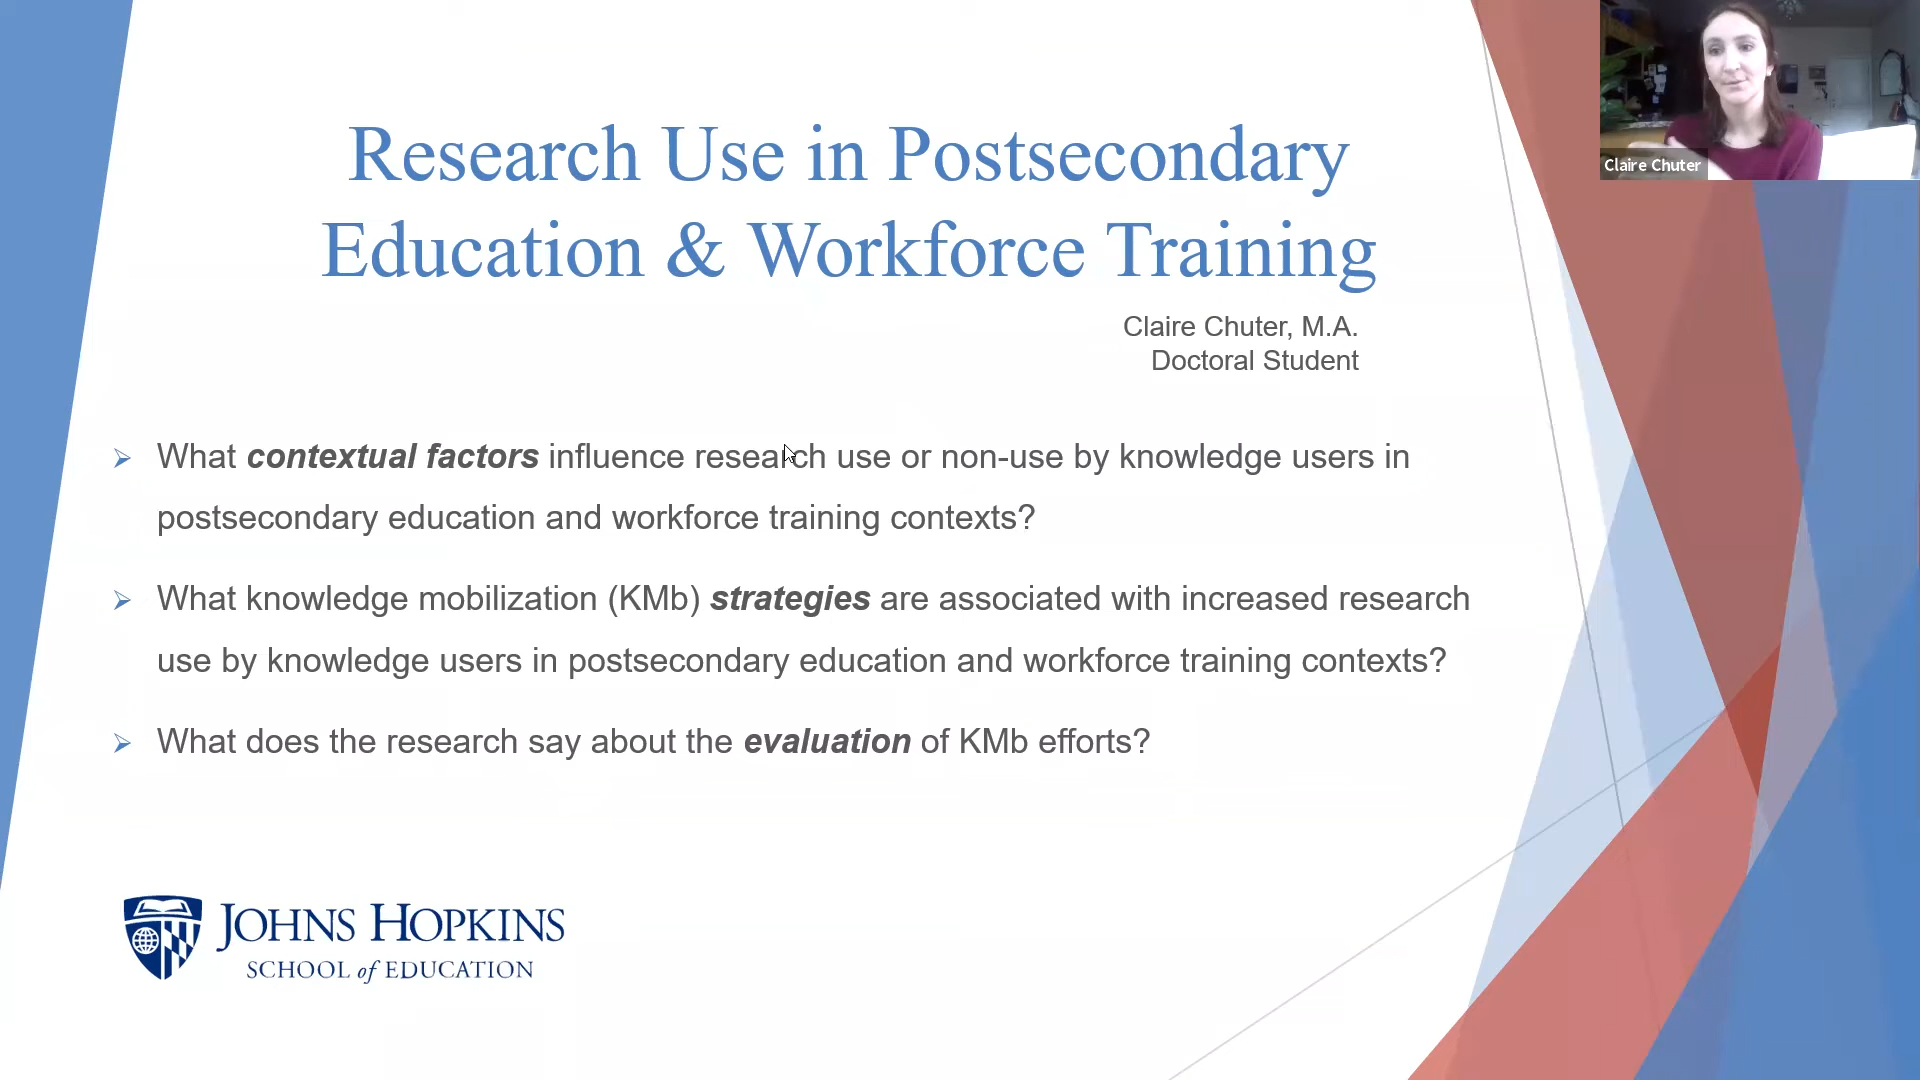 Research Use in Postsecondary
Education & Workforce Training
Claire Chuter, M.A.
Doctoral Student
What contextual factors influence research use or non-use by knowledge users in
postsecondary education and workforce training contexts?
What knowledge mobilization (KMb) strategies are associated with increased research
use by knowledge users in postsecondary education and workforce training contexts?
What does the research say about the evaluation of KMb efforts?
JOHNS HOPKINS
SCHOOL of EDUCATION
Claire Chuter